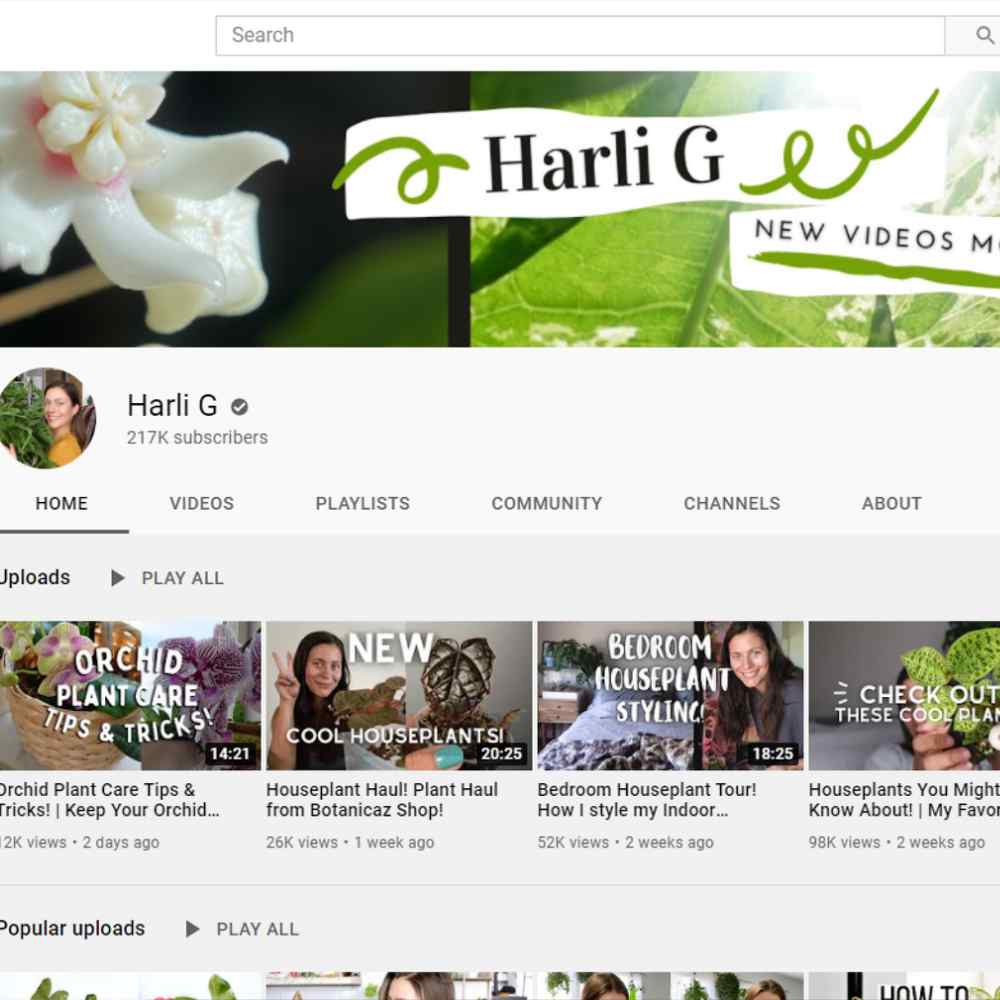 Search
Harli G
NEW VIDEOS
Harli G
217K subscribers
HOME VIDEOS PLAYLISTS COMMUNITY CHANNELS ABOUT
Uploads PLAY ALL
ORCHID
PLANT CARE
TIPS & TRICKS!
14:21
NEW
COOL HOUSEPLANTS!
20:25
BEDROOM
HOUSEPLANT
STYLING
18:25
CHECK OUT
THESE COOL
Orchid Plant Care Tips &
Tricks! | Keep Your Orchid...
12K views • 2 days ago
Houseplant Haul! Plant Haul
from Botanicaz Shop!
26K views • 1 week ago
Bedroom Houseplant Tour!
How I style my Indoor...
52K views • 2 weeks ago
Houseplants You Might
Know About! | My
98K views • 2 weeks ago
Popular uploads PLAY ALL
HOW TO